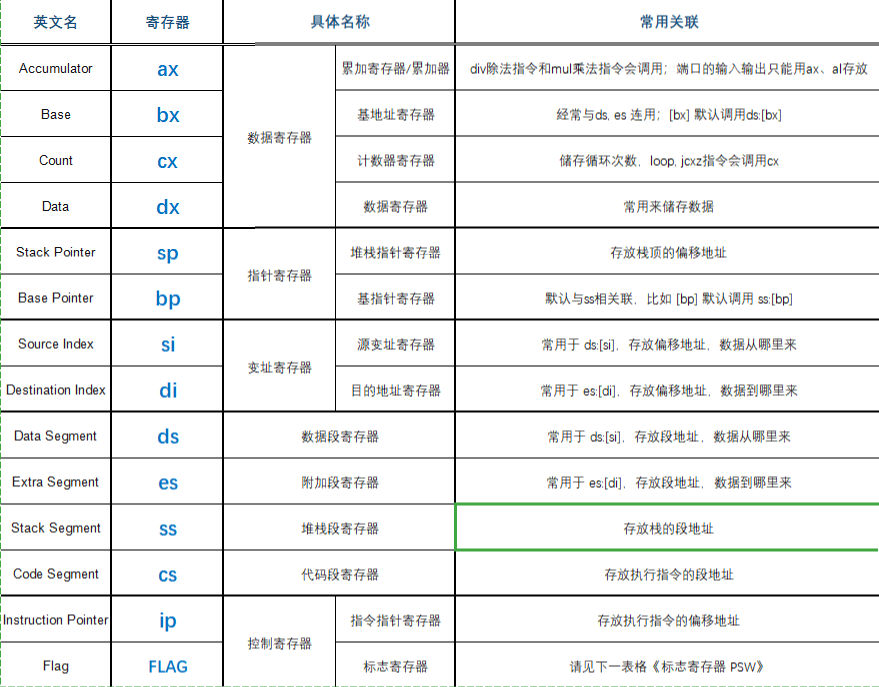 英文名 寄存器 具体名称 常用关联
Accumulator ax 累加寄存器/累加器 div除法指令和mul乘法指令会调用；端口的输入输出只能用ax、al存放
Base bx 基地址寄存器 经常与ds, es 连用；[bx] 默认调用ds:[bx]
数据寄存器
Count cx 计数器寄存器 储存循环次数，loop, jcxz指令会调用cx
Data dx 数据寄存器 常用来储存数据
Stack Pointer sp 堆栈指针寄存器 存放栈顶的偏移地址
指针寄存器
Base Pointer bp 基指针寄存器 默认与ss相关联，比如 [bp] 默认调用 ss:[bp]
Source Index si 源变址寄存器 常用于 ds:[si]，存放偏移地址，数据从哪里来
变址寄存器
Destination Index di 目的地址寄存器 常用于 es:[di]，存放偏移地址，数据到哪里来
Data Segment ds 数据段寄存器 常用于 ds:[si]，存放段地址，数据从哪里来
Extra Segment es 附加段寄存器 常用于 es:[di]，存放段地址，数据到哪里来
Stack Segment ss 堆栈段寄存器 存放栈的段地址
Code Segment cs 代码段寄存器 存放执行指令的段地址
Instruction Pointer ip 指令指针寄存器 存放执行指令的偏移地址
控制寄存器
Flag FLAG 标志寄存器 请见下一表格《标志寄存器 PSW》